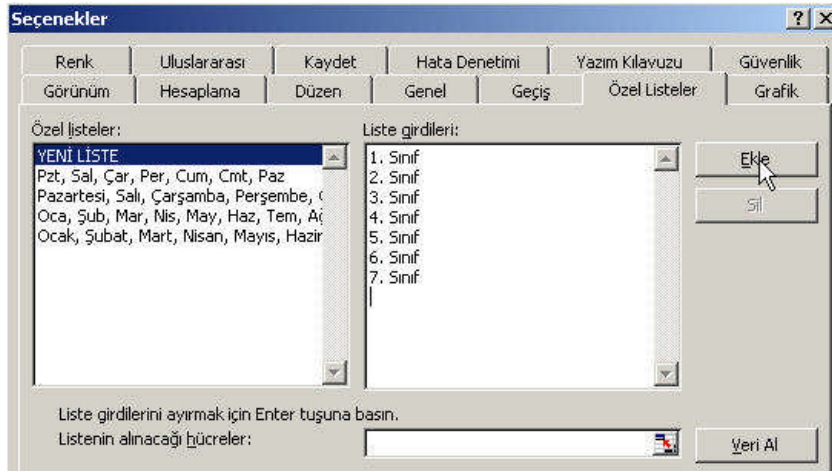 Seçenekler
Renk Uluslararası Kaydet Hata Denetimi Yazım Kılavuzu Güvenlik
Görünüm Hesaplama Düzen Genel Geçiş Özel Listeler Grafik
Özel listeler:
YENİ LİSTE
Pzt, Sal, Çar, Per, Cum, Cmt, Paz
Pazartesi, Salı, Çarşamba, Perşembe,
Oca, Şub, Mar, Nis, May, Haz, Tem, Ağ
Ocak, Şubat, Mart, Nisan, Mayıs, Hazir
Liste girdileri:
1. Sınıf
2. Sınıf
3. Sınıf
4. Sınıf
5. Sınıf
6. Sınıf
7. Sınıf
Ekle
Sil
Liste girdilerini ayırmak için Enter tuşuna basın.
Listenin alınacağı hücreler:
Veri Al